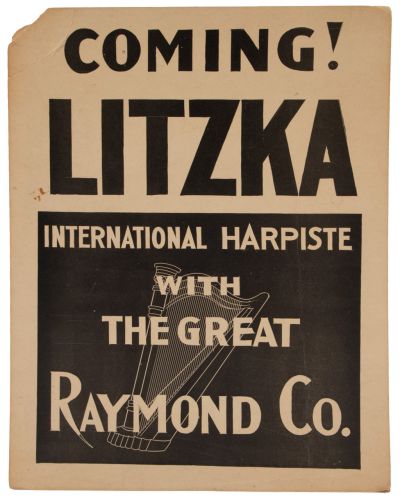 COMING!
LITZKA
INTERNATIONAL HARPISTE
WITH
THE GREAT
RAYMOND CO.